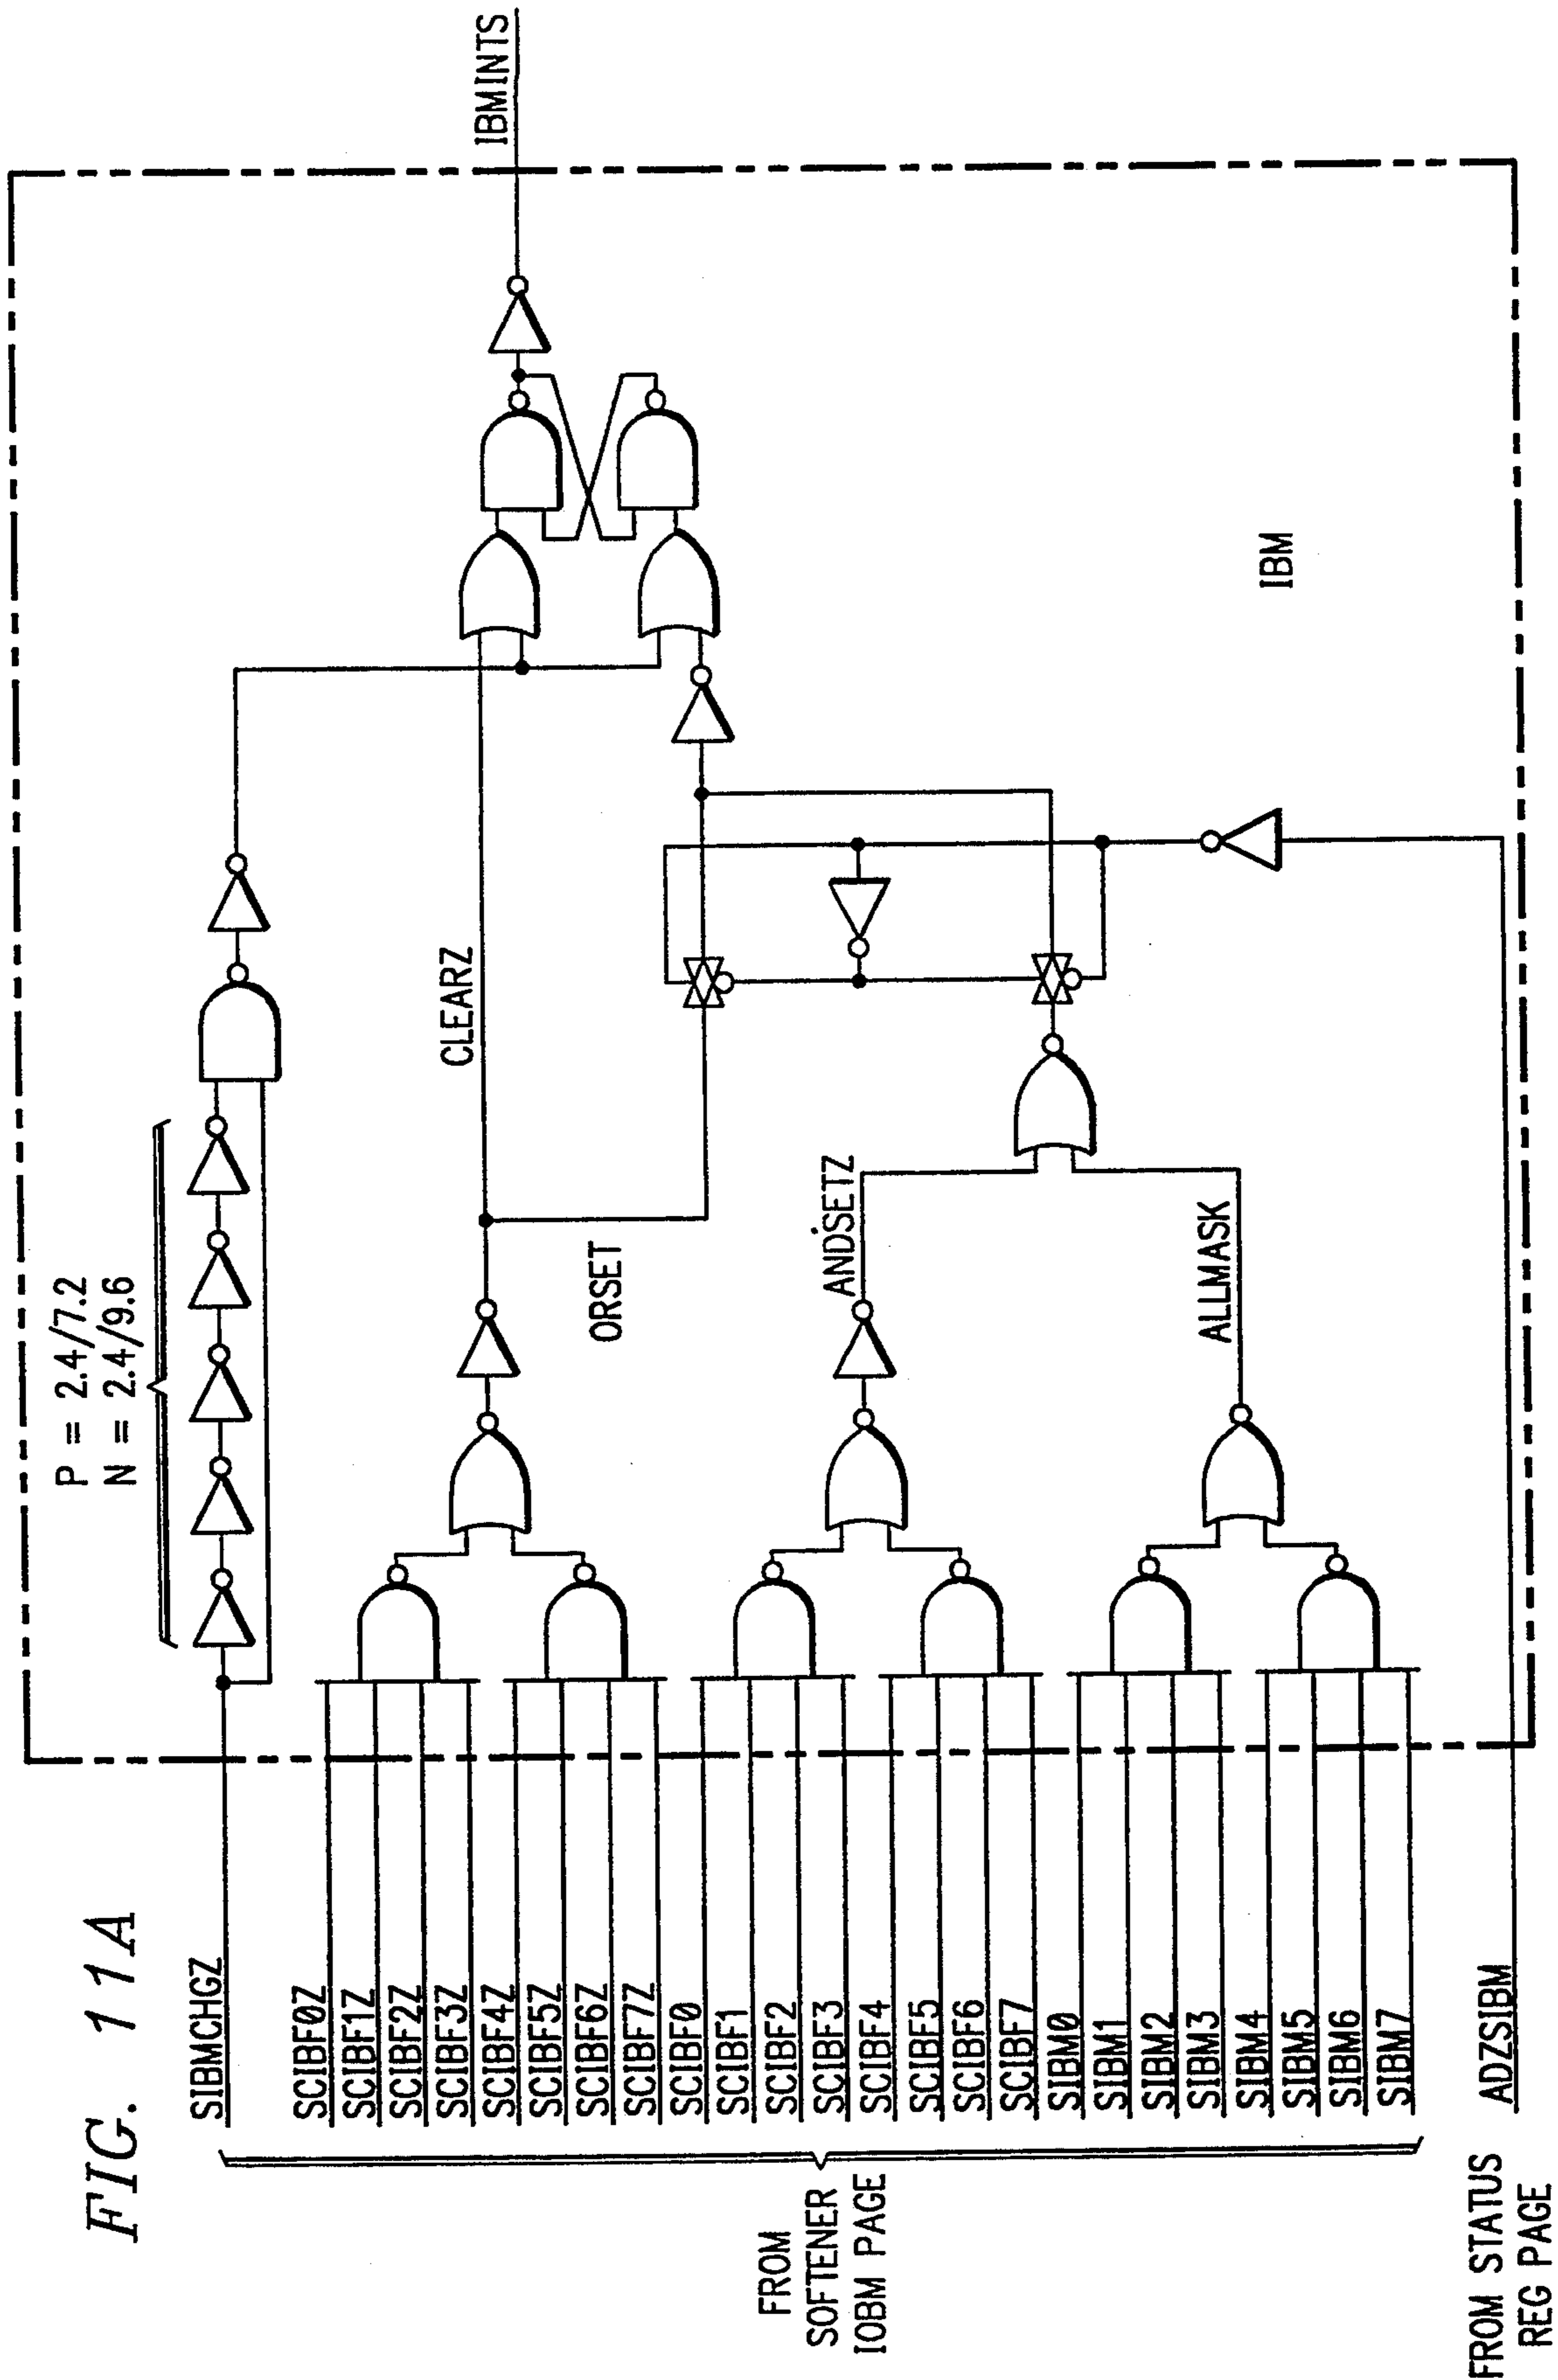 FIG. 11A
P = 2.4/7.2
N = 2.4/9.6
SIBMCHGZ
SCIBF0Z
SCIBF1Z
SCIBF2Z
SCIBF3Z
SCIBF4Z
SCIBF5Z
SCIBF6Z
SCIBF7Z
SCIBF0
SCIBF1
SCIBF2
SCIBF3
SCIBF4
SCIBF5
SCIBF6
SCIBF7
SIBM0
SIBM1
SIBM2
SIBM3
SIBM4
SIBM5
SIBM6
SIBM7
ADZSIBM
FROM
SOFTENER
IOBM PAGE
FROM STATUS
REG PAGE
CLEARZ
ORSET
ANDSETZ
ALLMASK
IBM
IBMINTS